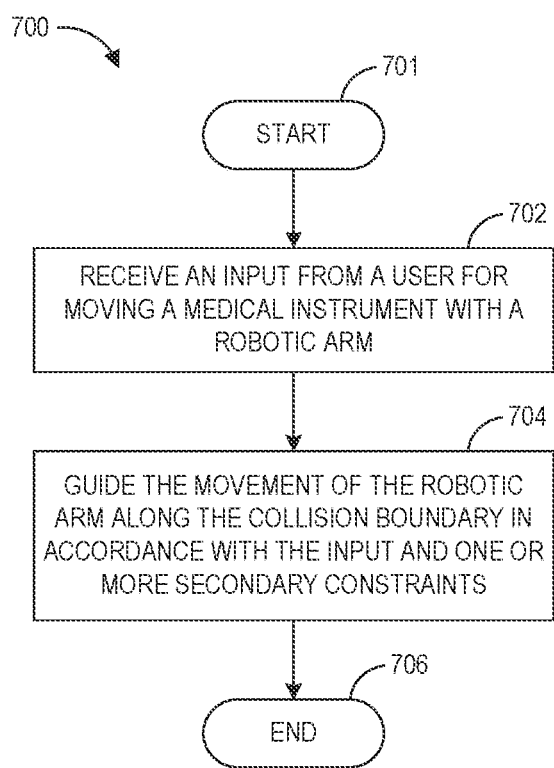 700
701
START
702
RECEIVE AN INPUT FROM A USER FOR
MOVING A MEDICAL INSTRUMENT WITH A
ROBOTIC ARM
704
GUIDE THE MOVEMENT OF THE ROBOTIC
ARM ALONG THE COLLISION BOUNDARY IN
ACCORDANCE WITH THE INPUT AND ONE OR
MORE SECONDARY CONSTRAINTS
706
END